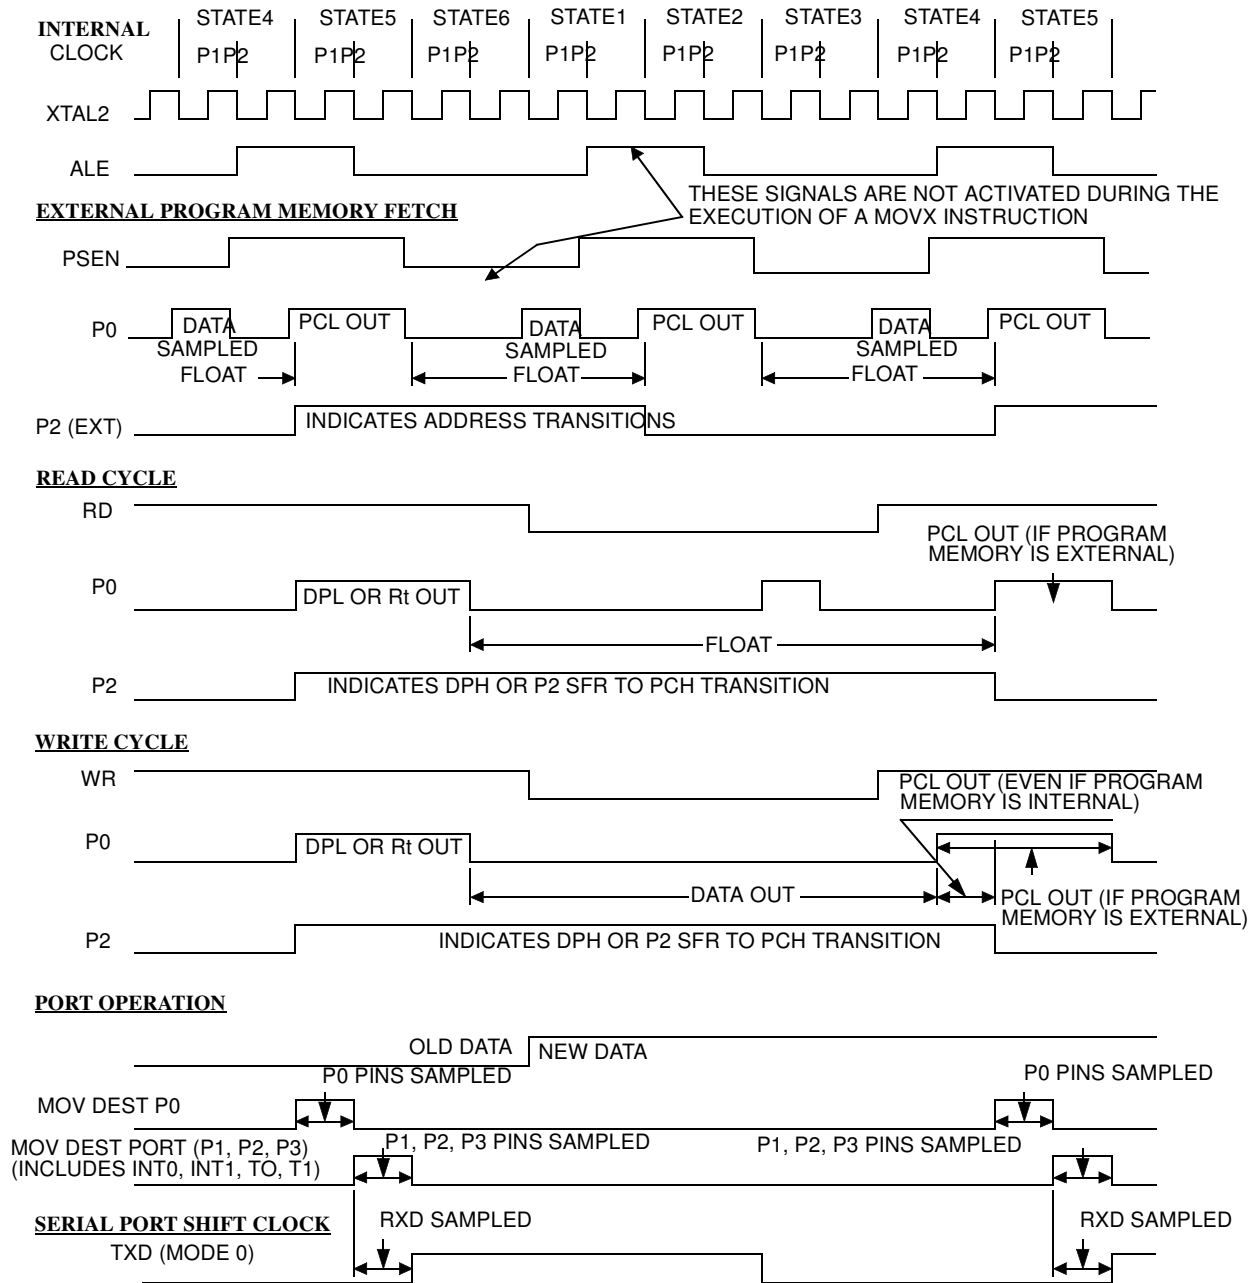 INTERNAL
CLOCK
STATE4 STATE5 STATE6 STATE1 STATE2 STATE3 STATE4 STATE5
P1P2 P1P2 P1P2 P1P2 P1P2 P1P2 P1P2 P1P2
XTAL2
ALE
THESE SIGNALS ARE NOT ACTIVATED DURING THE
EXECUTION OF A MOVX INSTRUCTION
EXTERNAL PROGRAM MEMORY FETCH
PSEN
P0 DATA PCL OUT DATA PCL OUT DATA PCL OUT
SAMPLED SAMPLED SAMPLED
FLOAT FLOAT FLOAT
P2 (EXT) INDICATES ADDRESS TRANSITIONS
READ CYCLE
RD
PCL OUT (IF PROGRAM
MEMORY IS EXTERNAL)
P0 DPL OR Rt OUT
FLOAT
P2 INDICATES DPH OR P2 SFR TO PCH TRANSITION
WRITE CYCLE
WR
PCL OUT (EVEN IF PROGRAM
MEMORY IS INTERNAL)
P0 DPL OR Rt OUT
DATA OUT
PCL OUT (IF PROGRAM
MEMORY IS EXTERNAL)
P2 INDICATES DPH OR P2 SFR TO PCH TRANSITION
PORT OPERATION
OLD DATA NEW DATA
P0 PINS SAMPLED P0 PINS SAMPLED
MOV DEST P0
MOV DEST PORT (P1, P2, P3) P1, P2, P3 PINS SAMPLED P1, P2, P3 PINS SAMPLED
(INCLUDES INT0, INT1, TO, T1)
SERIAL PORT SHIFT CLOCK RXD SAMPLED RXD SAMPLED
TXD (MODE 0)